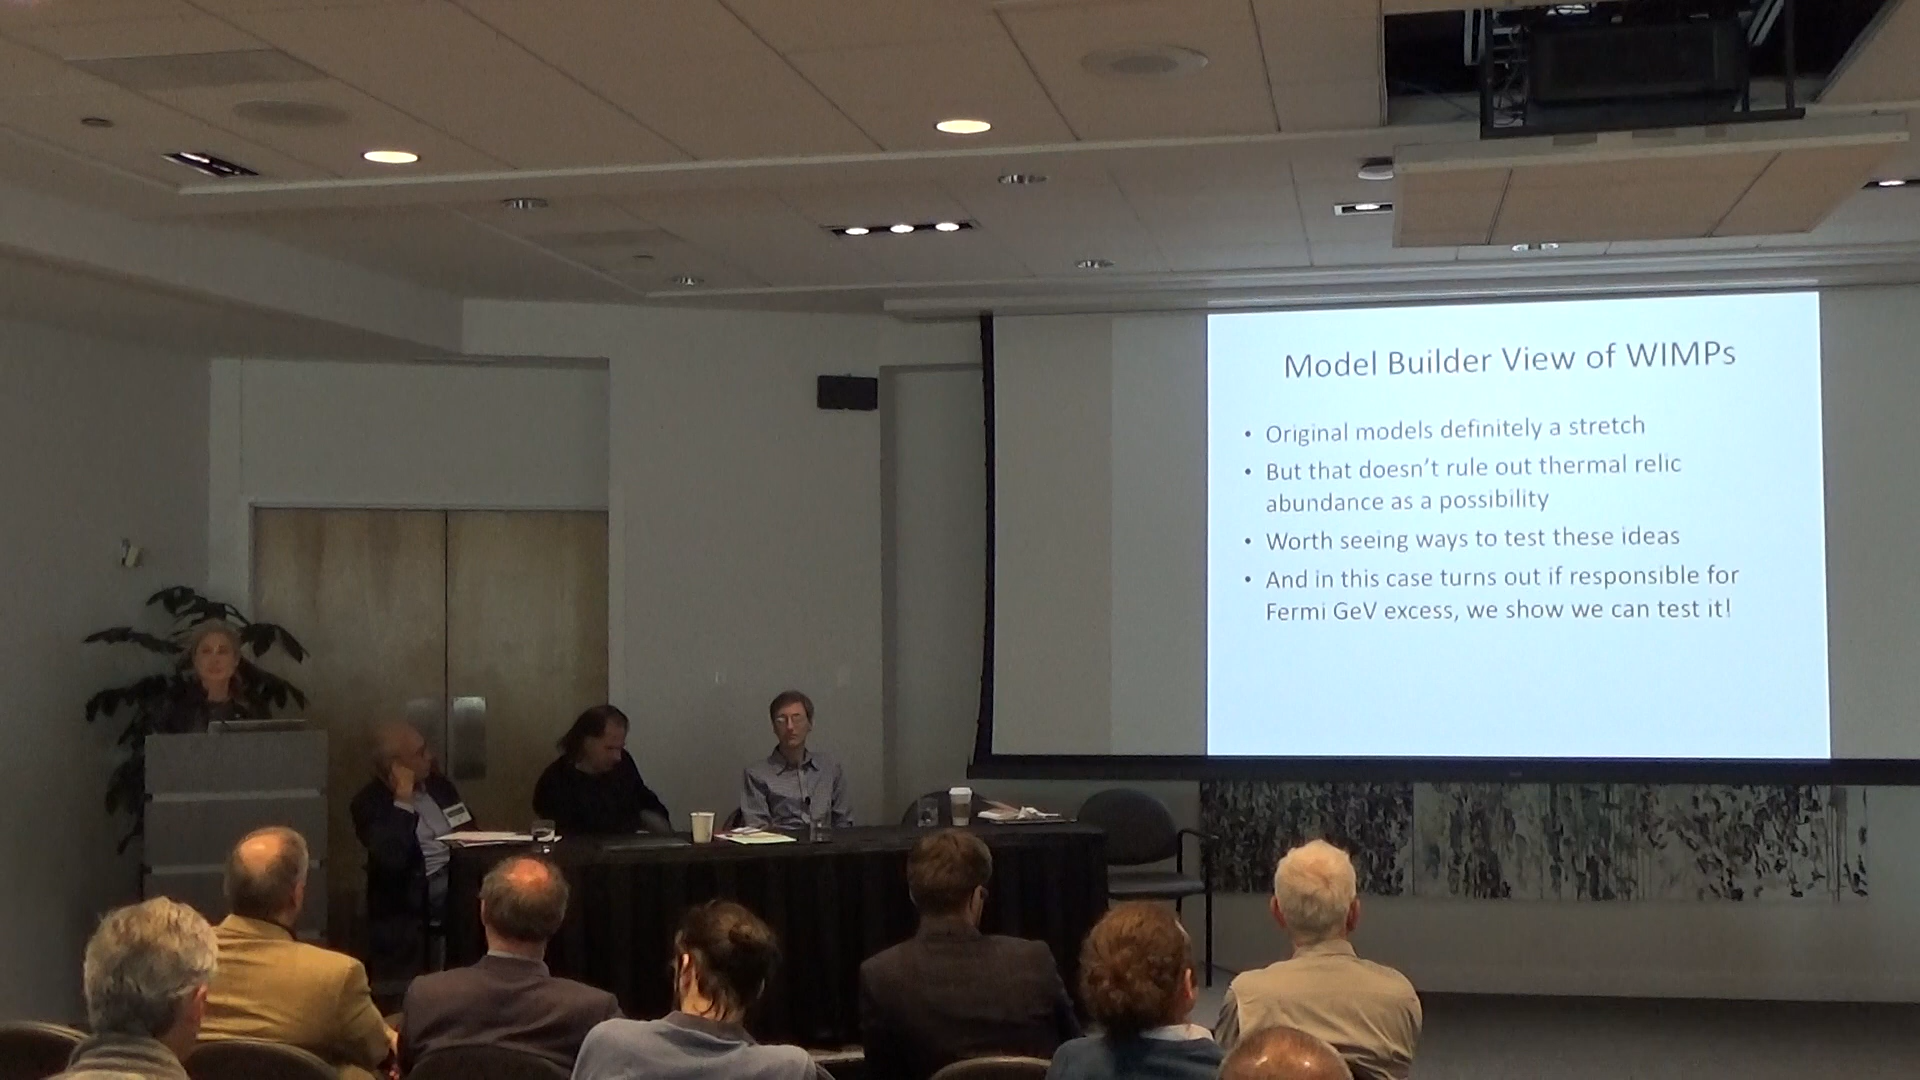 Model Builder View of WIMPs
• Original models definitely a stretch
• But that doesn't rule out thermal relic
abundance as a possibility
• Worth seeing ways to test these ideas
• And in this case turns out if responsible for
Fermi GeV excess, we show we can test it!